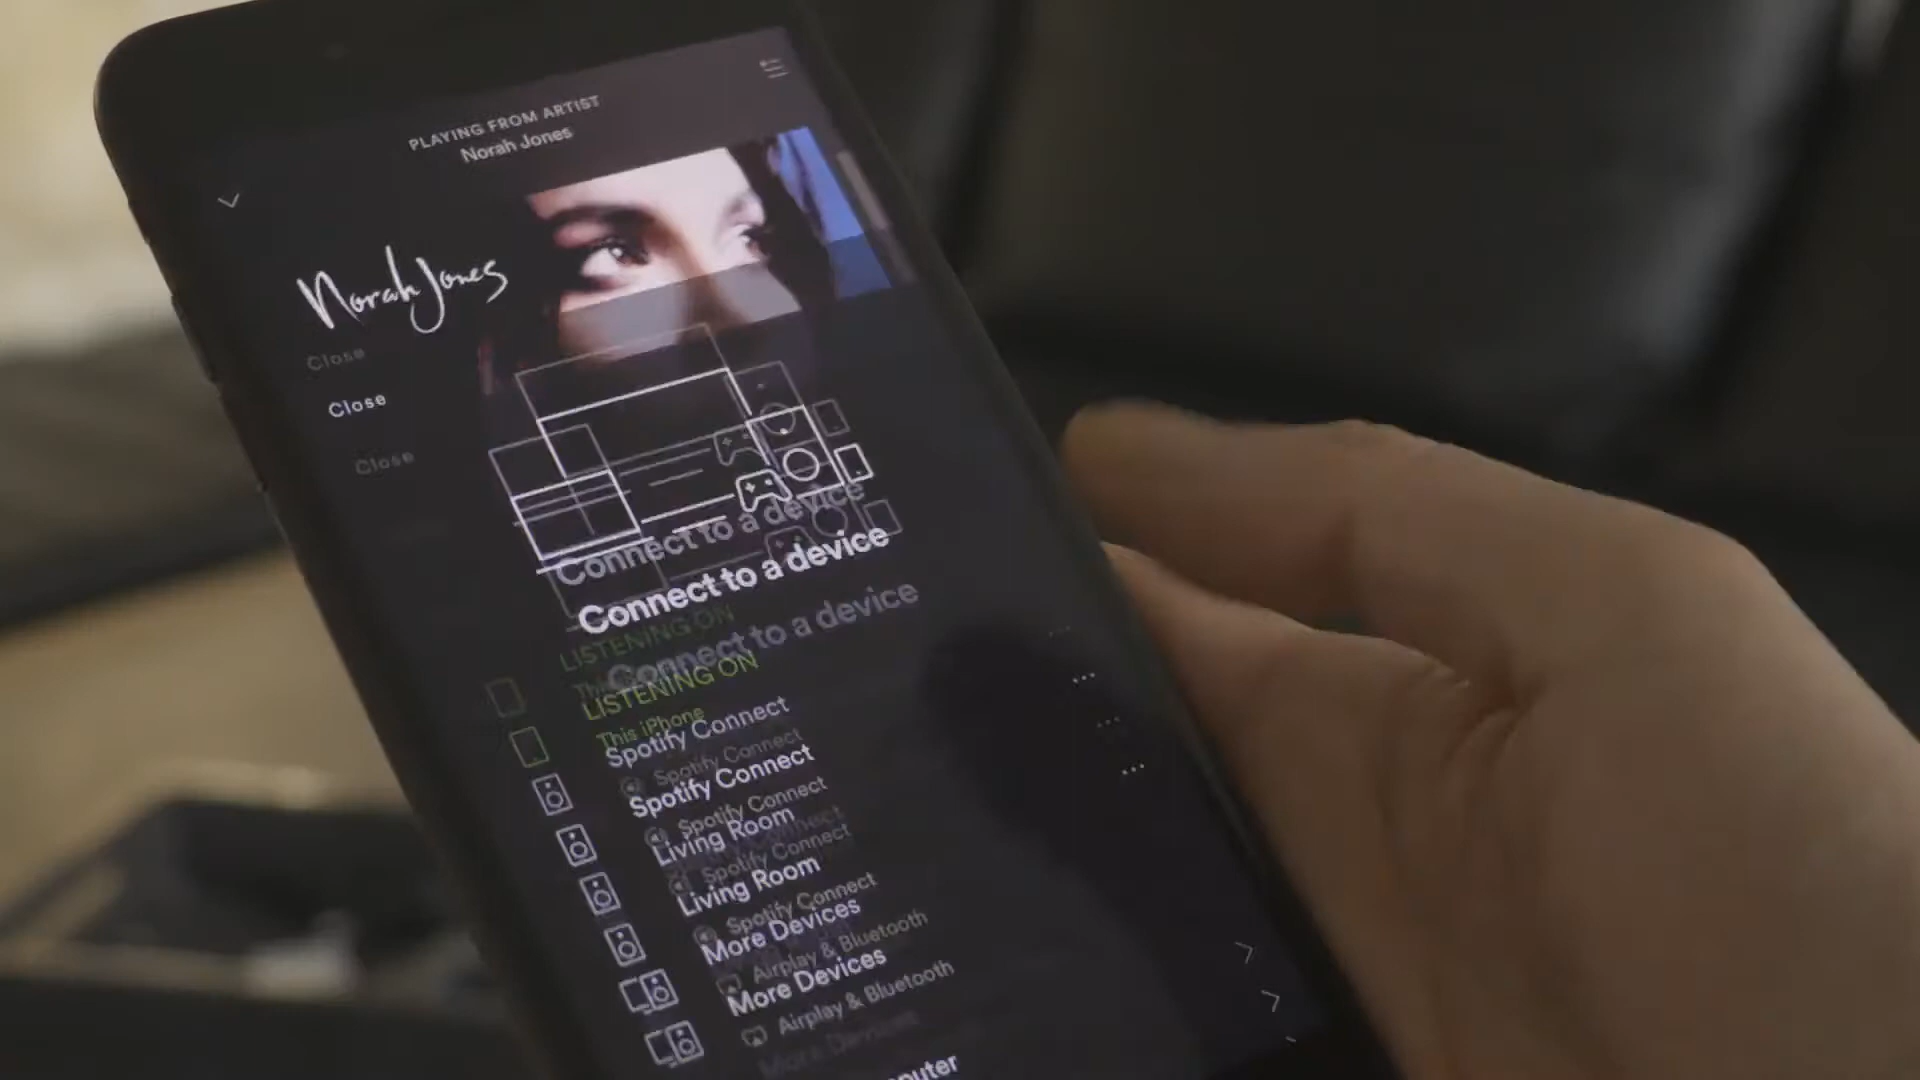 PLAYING FROM ARTIST
Norah Jones
Norah Jones
Close
Close
Close
Connect to a device
Connect to a device
Connect to a device
LISTENING ON
LISTENING ON
This iPhone
Spotify Connect
Spotify Connect
Spotify Connect
Spotify Connect
Living Room
Spotify Connect
Living Room
Spotify Connect
More Devices
Airplay & Bluetooth
More Devices
Airplay & Bluetooth
More Devices